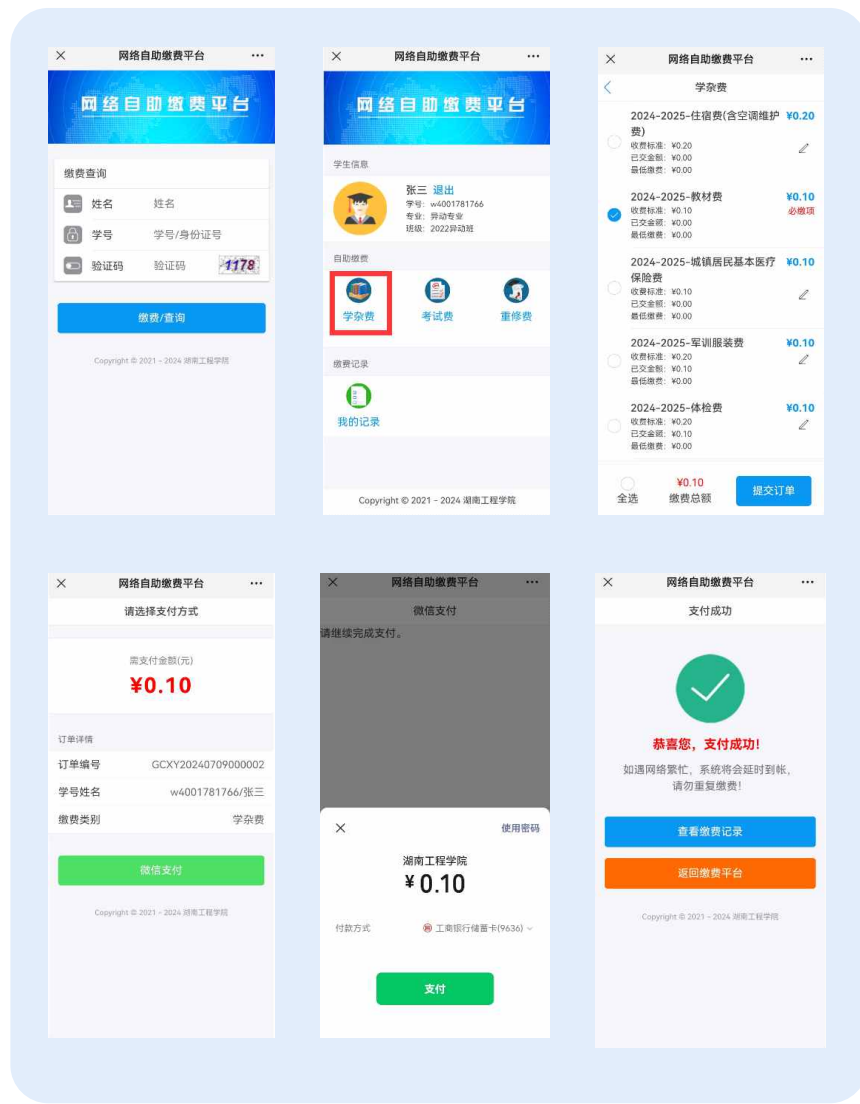 网络自助缴费平台
网络自助缴费平台
缴费查询
姓名 姓名
学号 学号/身份证号
验证码 验证码 1178
缴费/查询
Copyright © 2021 - 2024 湖南工程学院
网络自助缴费平台
网络自助缴费平台
学生信息
张三 退出
学号: w4001781766
专业: 异动专业
班级: 2022异动班
自助缴费
学杂费 考试费 重修费
缴费记录
我的记录
Copyright © 2021 - 2024 湖南工程学院
网络自助缴费平台
学杂费
2024-2025-住宿费(含空调维护费) ¥0.20
收费标准: ¥0.20
已交金额: ¥0.00
最低缴费: ¥0.00
2024-2025-教材费 ¥0.10
收费标准: ¥0.10 必缴项
已交金额: ¥0.00
最低缴费: ¥0.00
2024-2025-城镇居民基本医疗保险费 ¥0.10
收费标准: ¥0.10
已交金额: ¥0.00
最低缴费: ¥0.00
2024-2025-军训服装费 ¥0.10
收费标准: ¥0.20
已交金额: ¥0.10
最低缴费: ¥0.00
2024-2025-体检费 ¥0.10
收费标准: ¥0.20
已交金额: ¥0.10
最低缴费: ¥0.00
全选 ¥0.10 缴费总额 提交订单
网络自助缴费平台
请选择支付方式
需支付金额(元)
¥0.10
订单详情
订单编号 GCXY20240709000002
学号姓名 w4001781766/张三
缴费类别 学杂费
微信支付
Copyright © 2021 - 2024 湖南工程学院
网络自助缴费平台
微信支付
请继续完成支付。
使用密码
湖南工程学院
¥0.10
付款方式 工商银行储蓄卡(9636)
支付
网络自助缴费平台
支付成功
恭喜您，支付成功!
如遇网络繁忙，系统将会延时到帐，
请勿重复缴费!
查看缴费记录
返回缴费平台
Copyright © 2021 - 2024 湖南工程学院